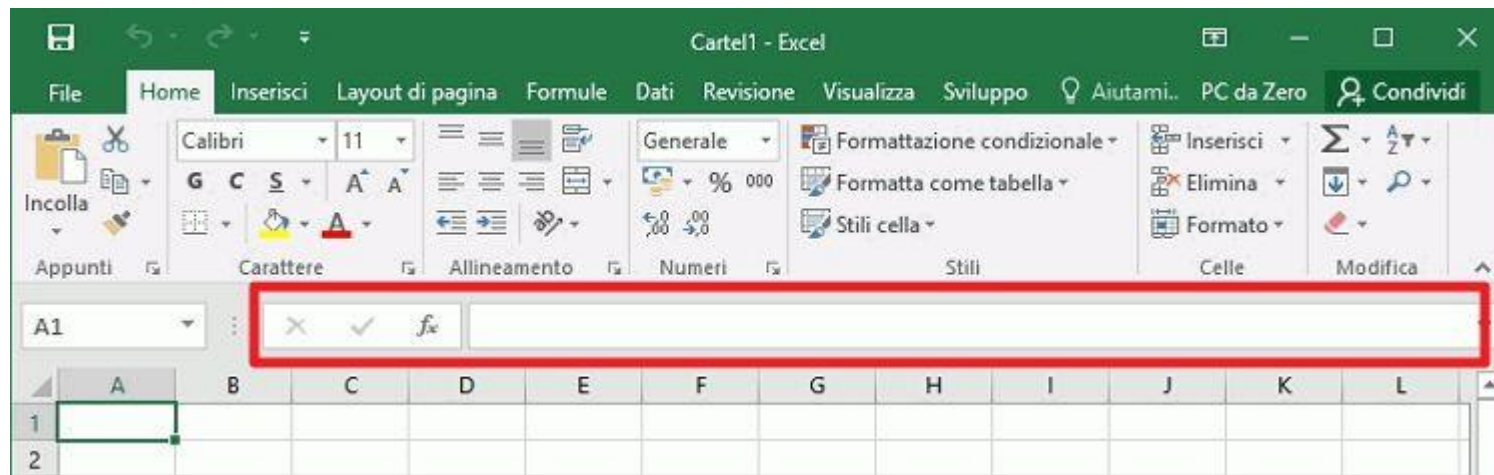 Cartel1 - Excel
File Home Inserisci Layout di pagina Formule Dati Revisione Visualizza Sviluppo Aiutami.. PC da Zero Condividi
Calibri 11 Generale Formattazione condizionale Inserisci Σ A Z
G C S A A % 000 Formatta come tabella Elimina
Incolla A ,00 Stili cella Formato
Appunti Carattere Allineamento Numeri Stili Celle Modifica
A1 fx
A B C D E F G H I J K L
1
2